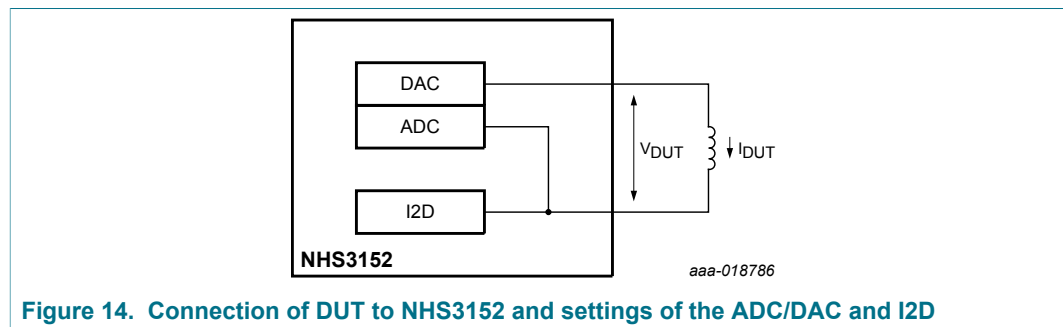 DAC
ADC
VDUT
IDUT
I2D
NHS3152
aaa-018786
Figure 14. Connection of DUT to NHS3152 and settings of the ADC/DAC and I2D